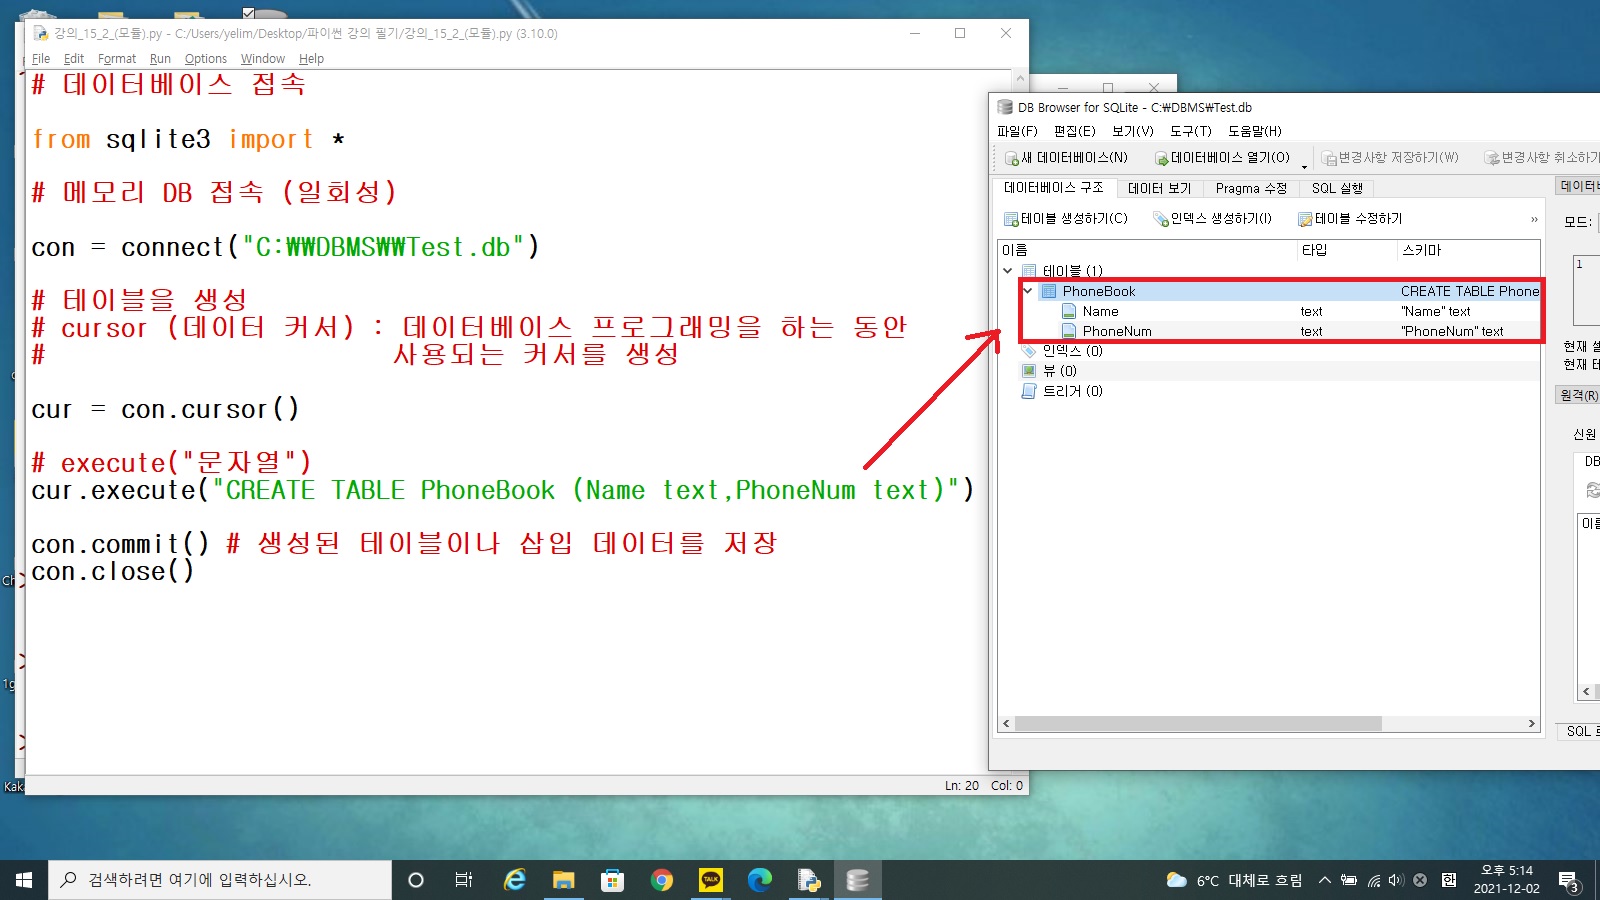 강의_15_2_(모듈).py - C:/Users/yelim/Desktop/파이썬 강의 필기/강의_15_2_(모듈).py (3.10.0)
File Edit Format Run Options Window Help
# 데이터베이스 접속
from sqlite3 import *
# 메모리 DB 접속 (일회성)
con = connect("C:₩₩DBMS₩₩Test.db")
# 테이블을 생성
# cursor (데이터 커서) : 데이터베이스 프로그래밍을 하는 동안
# 사용되는 커서를 생성
cur = con.cursor()
# execute("문자열")
cur.execute("CREATE TABLE PhoneBook (Name text,PhoneNum text)")
con.commit() # 생성된 테이블이나 삽입 데이터를 저장
con.close()
Ln: 20 Col: 0
DB Browser for SQLite - C:₩DBMS₩Test.db
파일(F) 편집(E) 보기(V) 도구(T) 도움말(H)
새 데이터베이스(N) 데이터베이스 열기(O) 변경사항 저장하기(W) 변경사항 취소하기
데이터베이스 구조 데이터 보기 Pragma 수정 SQL 실행
테이블 생성하기(C) 인덱스 생성하기(I) 테이블 수정하기 »
이름 타입 스키마
테이블 (1)
PhoneBook CREATE TABLE Phone
Name text "Name" text
PhoneNum text "PhoneNum" text
인덱스 (0)
뷰 (0)
트리거 (0)
모드:
1
현재
현재
원격(R)
신원
DB
SQL
Ch
1g
Kak
검색하려면 여기에 입력하십시오.
TALK
6°C 대체로 흐림
한
오후 5:14
2021-12-02
3